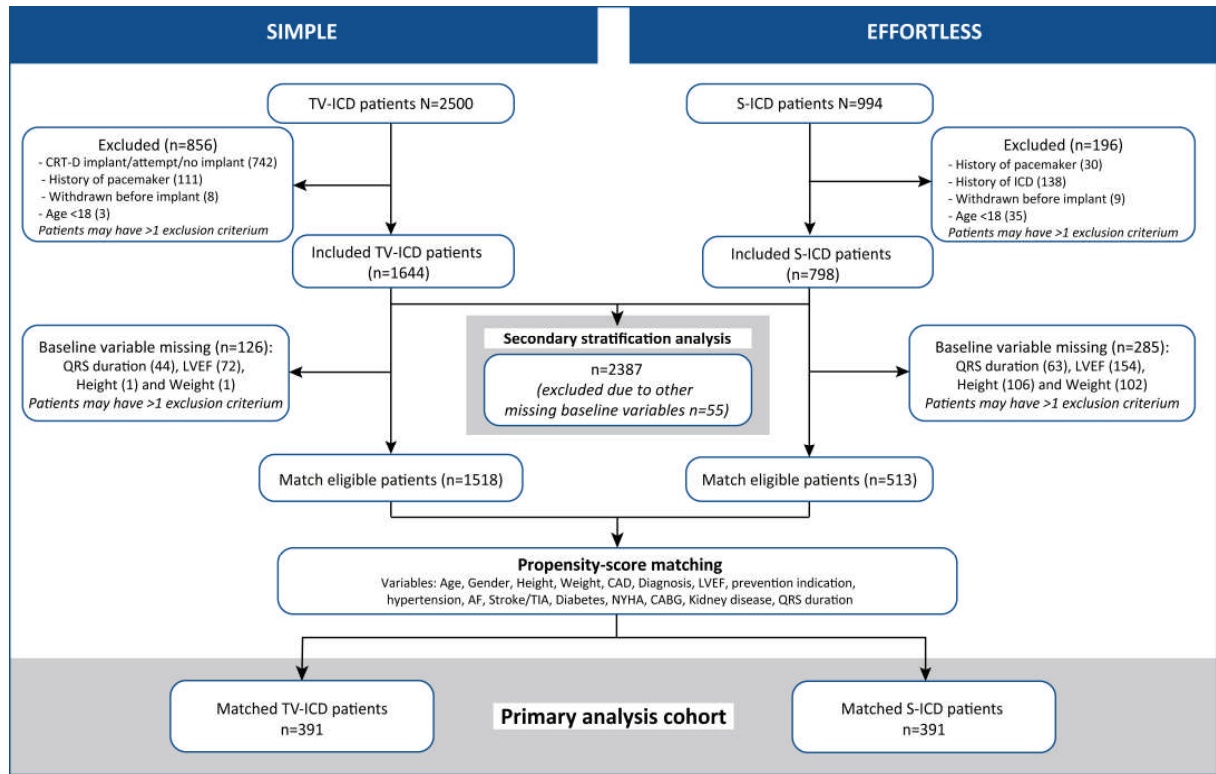 SIMPLE
EFFORTLESS
TV-ICD patients N=2500
S-ICD patients N=994
Excluded (n=856)
- CRT-D implant/attempt/no implant (742)
- History of pacemaker (111)
- Withdrawn before implant (8)
- Age <18 (3)
Patients may have >1 exclusion criterium
Excluded (n=196)
- History of pacemaker (30)
- History of ICD (138)
- Withdrawn before implant (9)
- Age <18 (35)
Patients may have >1 exclusion criterium
Included TV-ICD patients
(n=1644)
Included S-ICD patients
(n=798)
Secondary stratification analysis
n=2387
(excluded due to other
missing baseline variables n=55)
Baseline variable missing (n=126):
QRS duration (44), LVEF (72),
Height (1) and Weight (1)
Patients may have >1 exclusion criterium
Baseline variable missing (n=285):
QRS duration (63), LVEF (154),
Height (106) and Weight (102)
Patients may have >1 exclusion criterium
Match eligible patients (n=1518)
Match eligible patients (n=513)
Propensity-score matching
Variables: Age, Gender, Height, Weight, CAD, Diagnosis, LVEF, prevention indication,
hypertension, AF, Stroke/TIA, Diabetes, NYHA, CABG, Kidney disease, QRS duration
Matched TV-ICD patients
n=391
Primary analysis cohort
Matched S-ICD patients
n=391